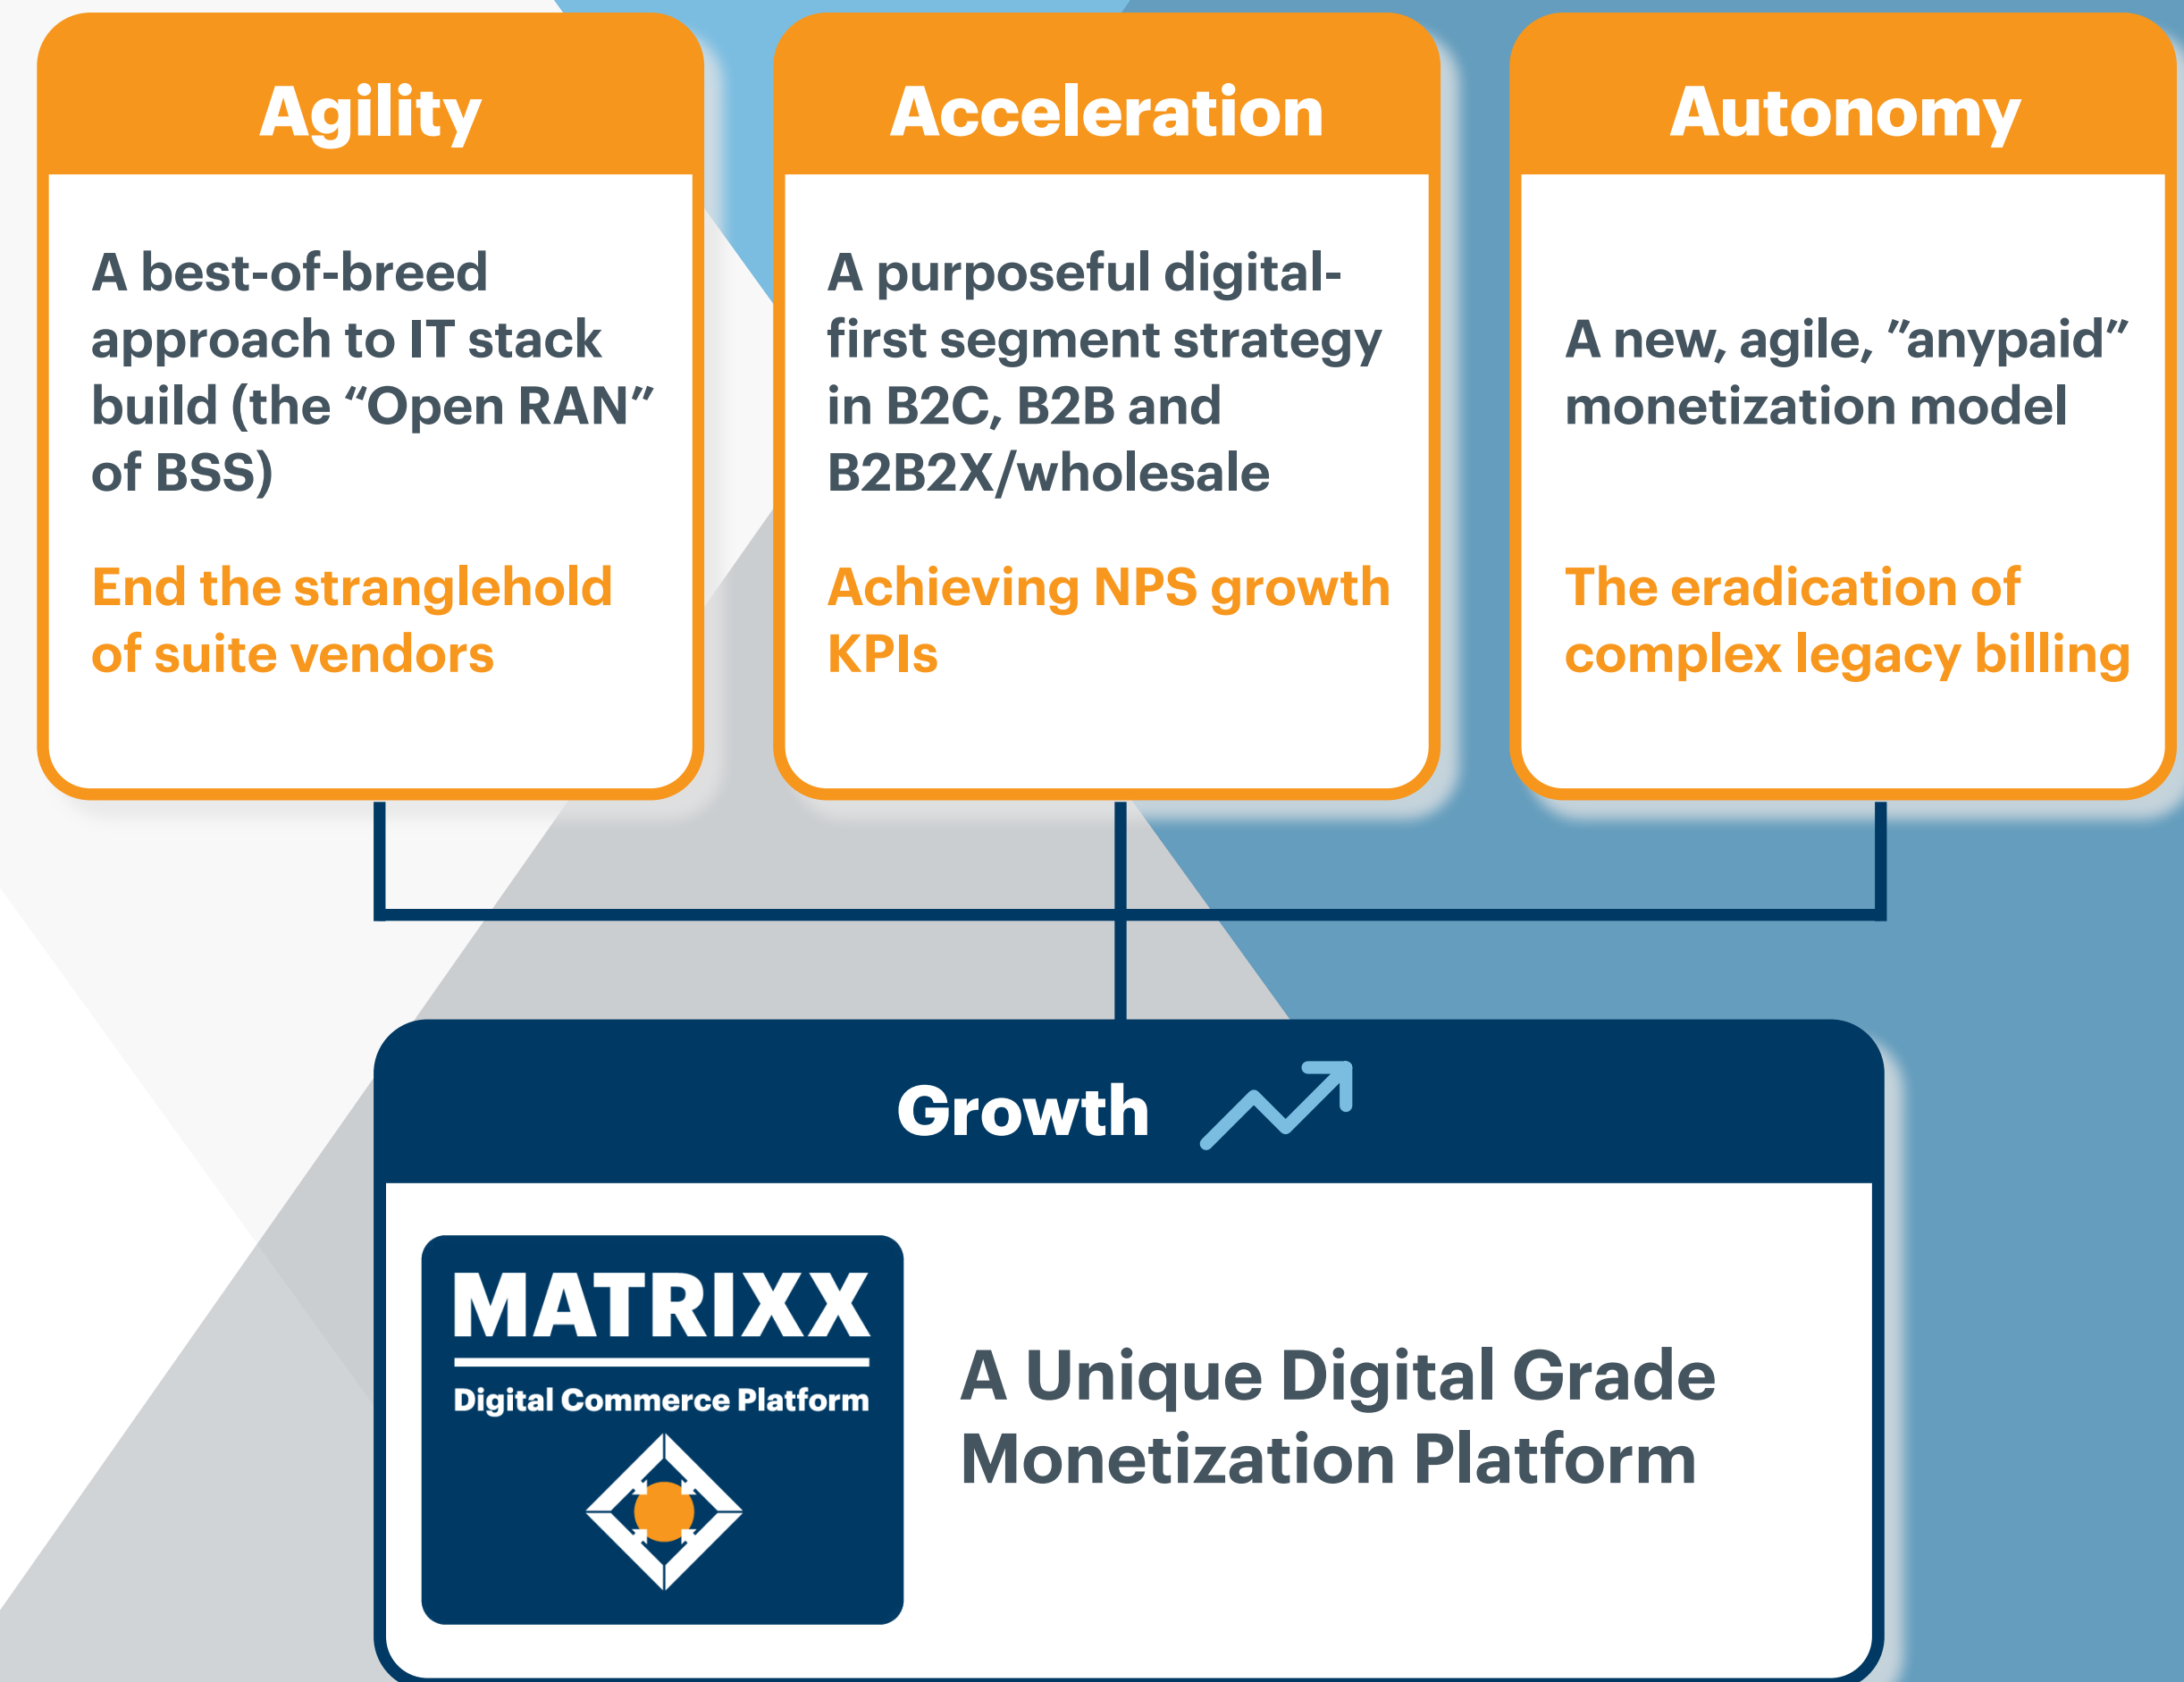 Agility
A best-of-breed
approach to IT stack
build (the “Open RAN”
of BSS)
End the stranglehold
of suite vendors
Acceleration
A purposeful digital-
first segment strategy
in B2C, B2B and
B2B2X/wholesale
Achieving NPS growth
KPIs
Autonomy
A new, agile, “anypaid”
monetization model
The eradication of
complex legacy billing
Growth
MATRIXX
Digital Commerce Platform
A Unique Digital Grade
Monetization Platform